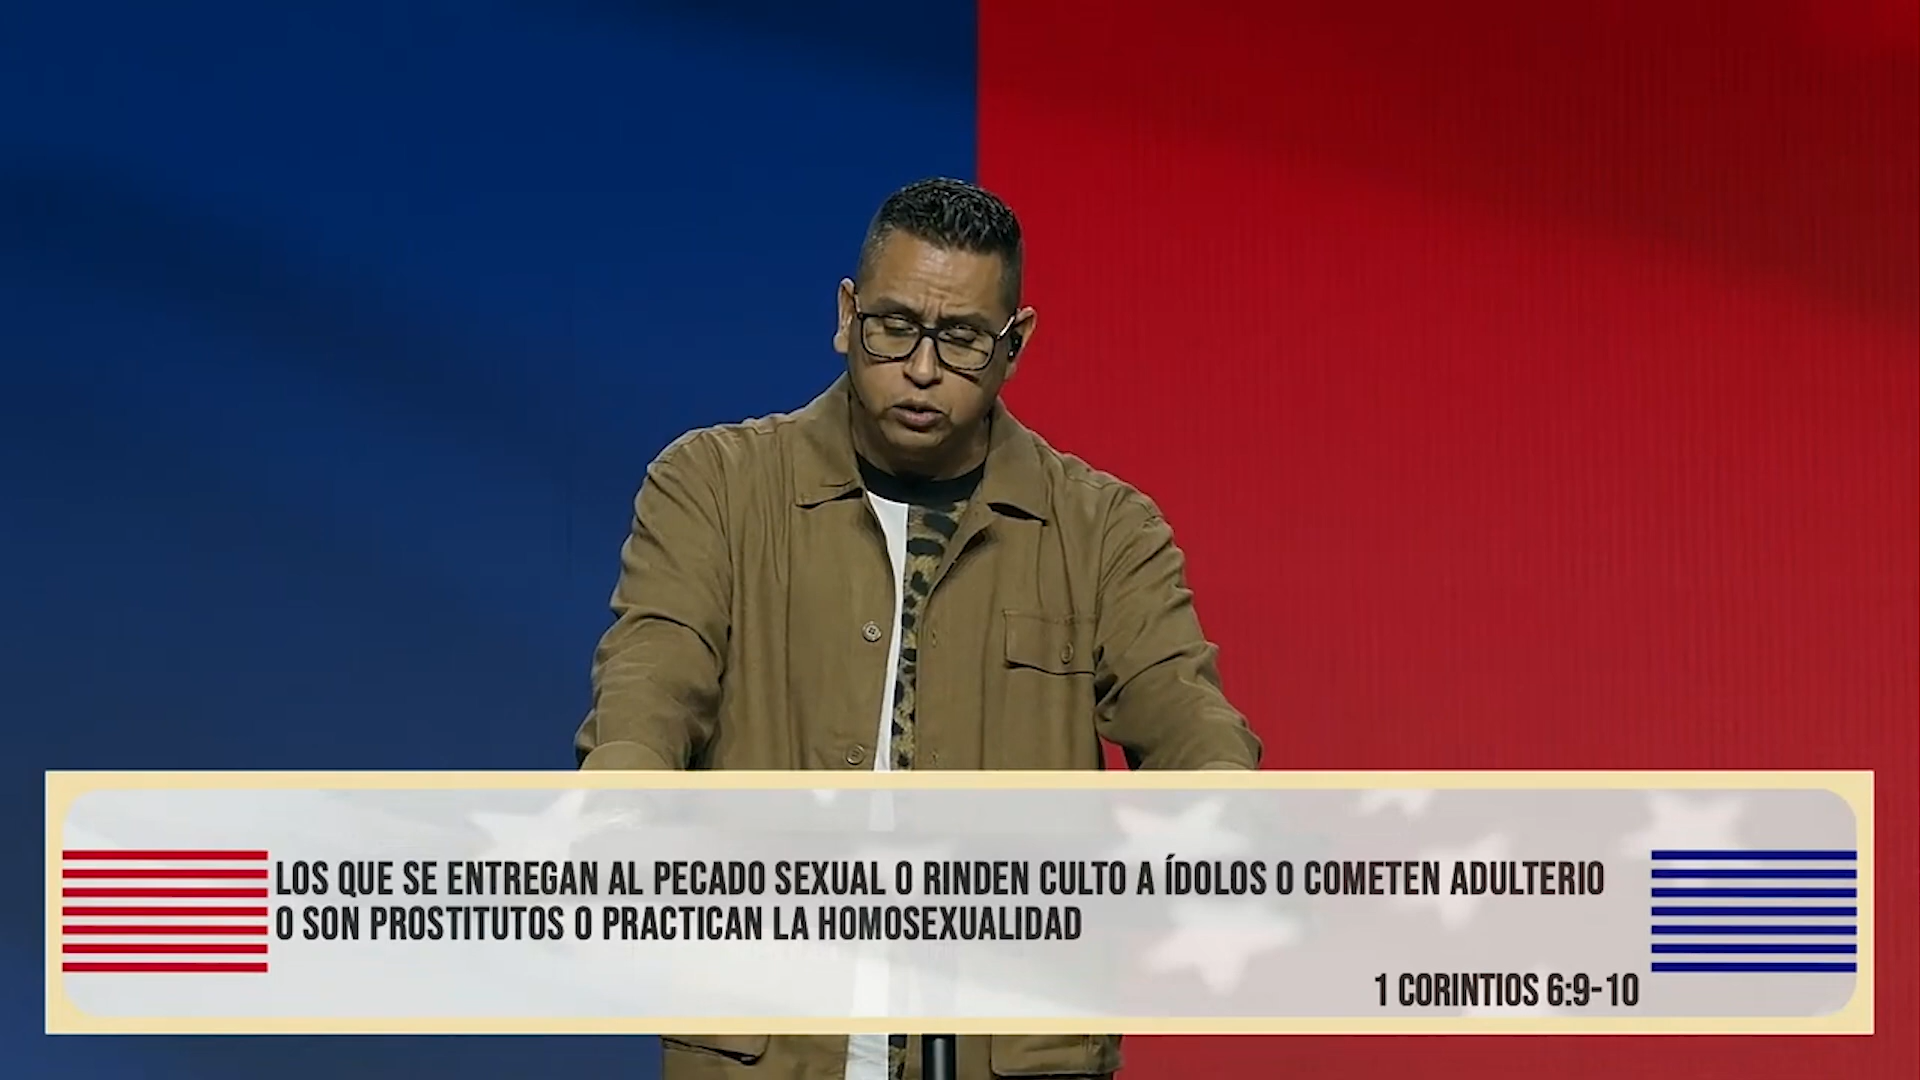 LOS QUE SE ENTREGAN AL PECADO SEXUAL O RINDEN CULTO A ÍDOLOS O COMETEN ADULTERIO
O SON PROSTITUTOS O PRACTICAN LA HOMOSEXUALIDAD
1 CORINTIOS 6:9-10